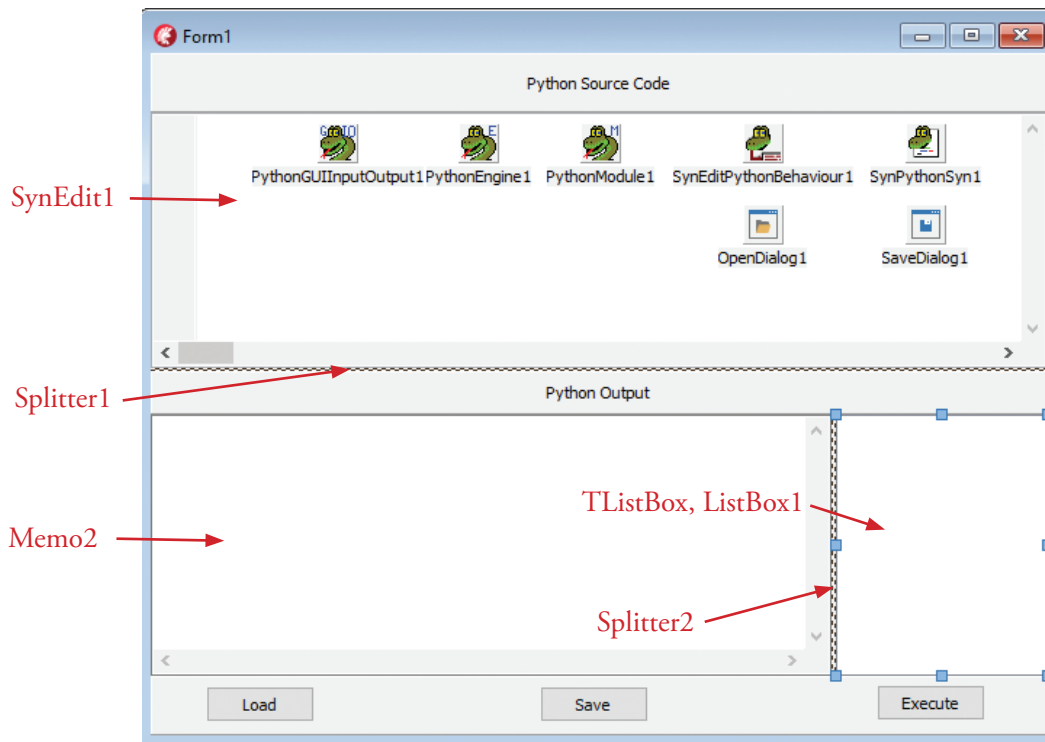 Form1
Python Source Code
G IO E M
PythonGUIInputOutput1 PythonEngine1 PythonModule1 SynEditPythonBehaviour1 SynPythonSyn1
SynEdit1
OpenDialog1 SaveDialog1
Splitter1
Python Output
TListBox, ListBox1
Memo2
Splitter2
Load Save Execute